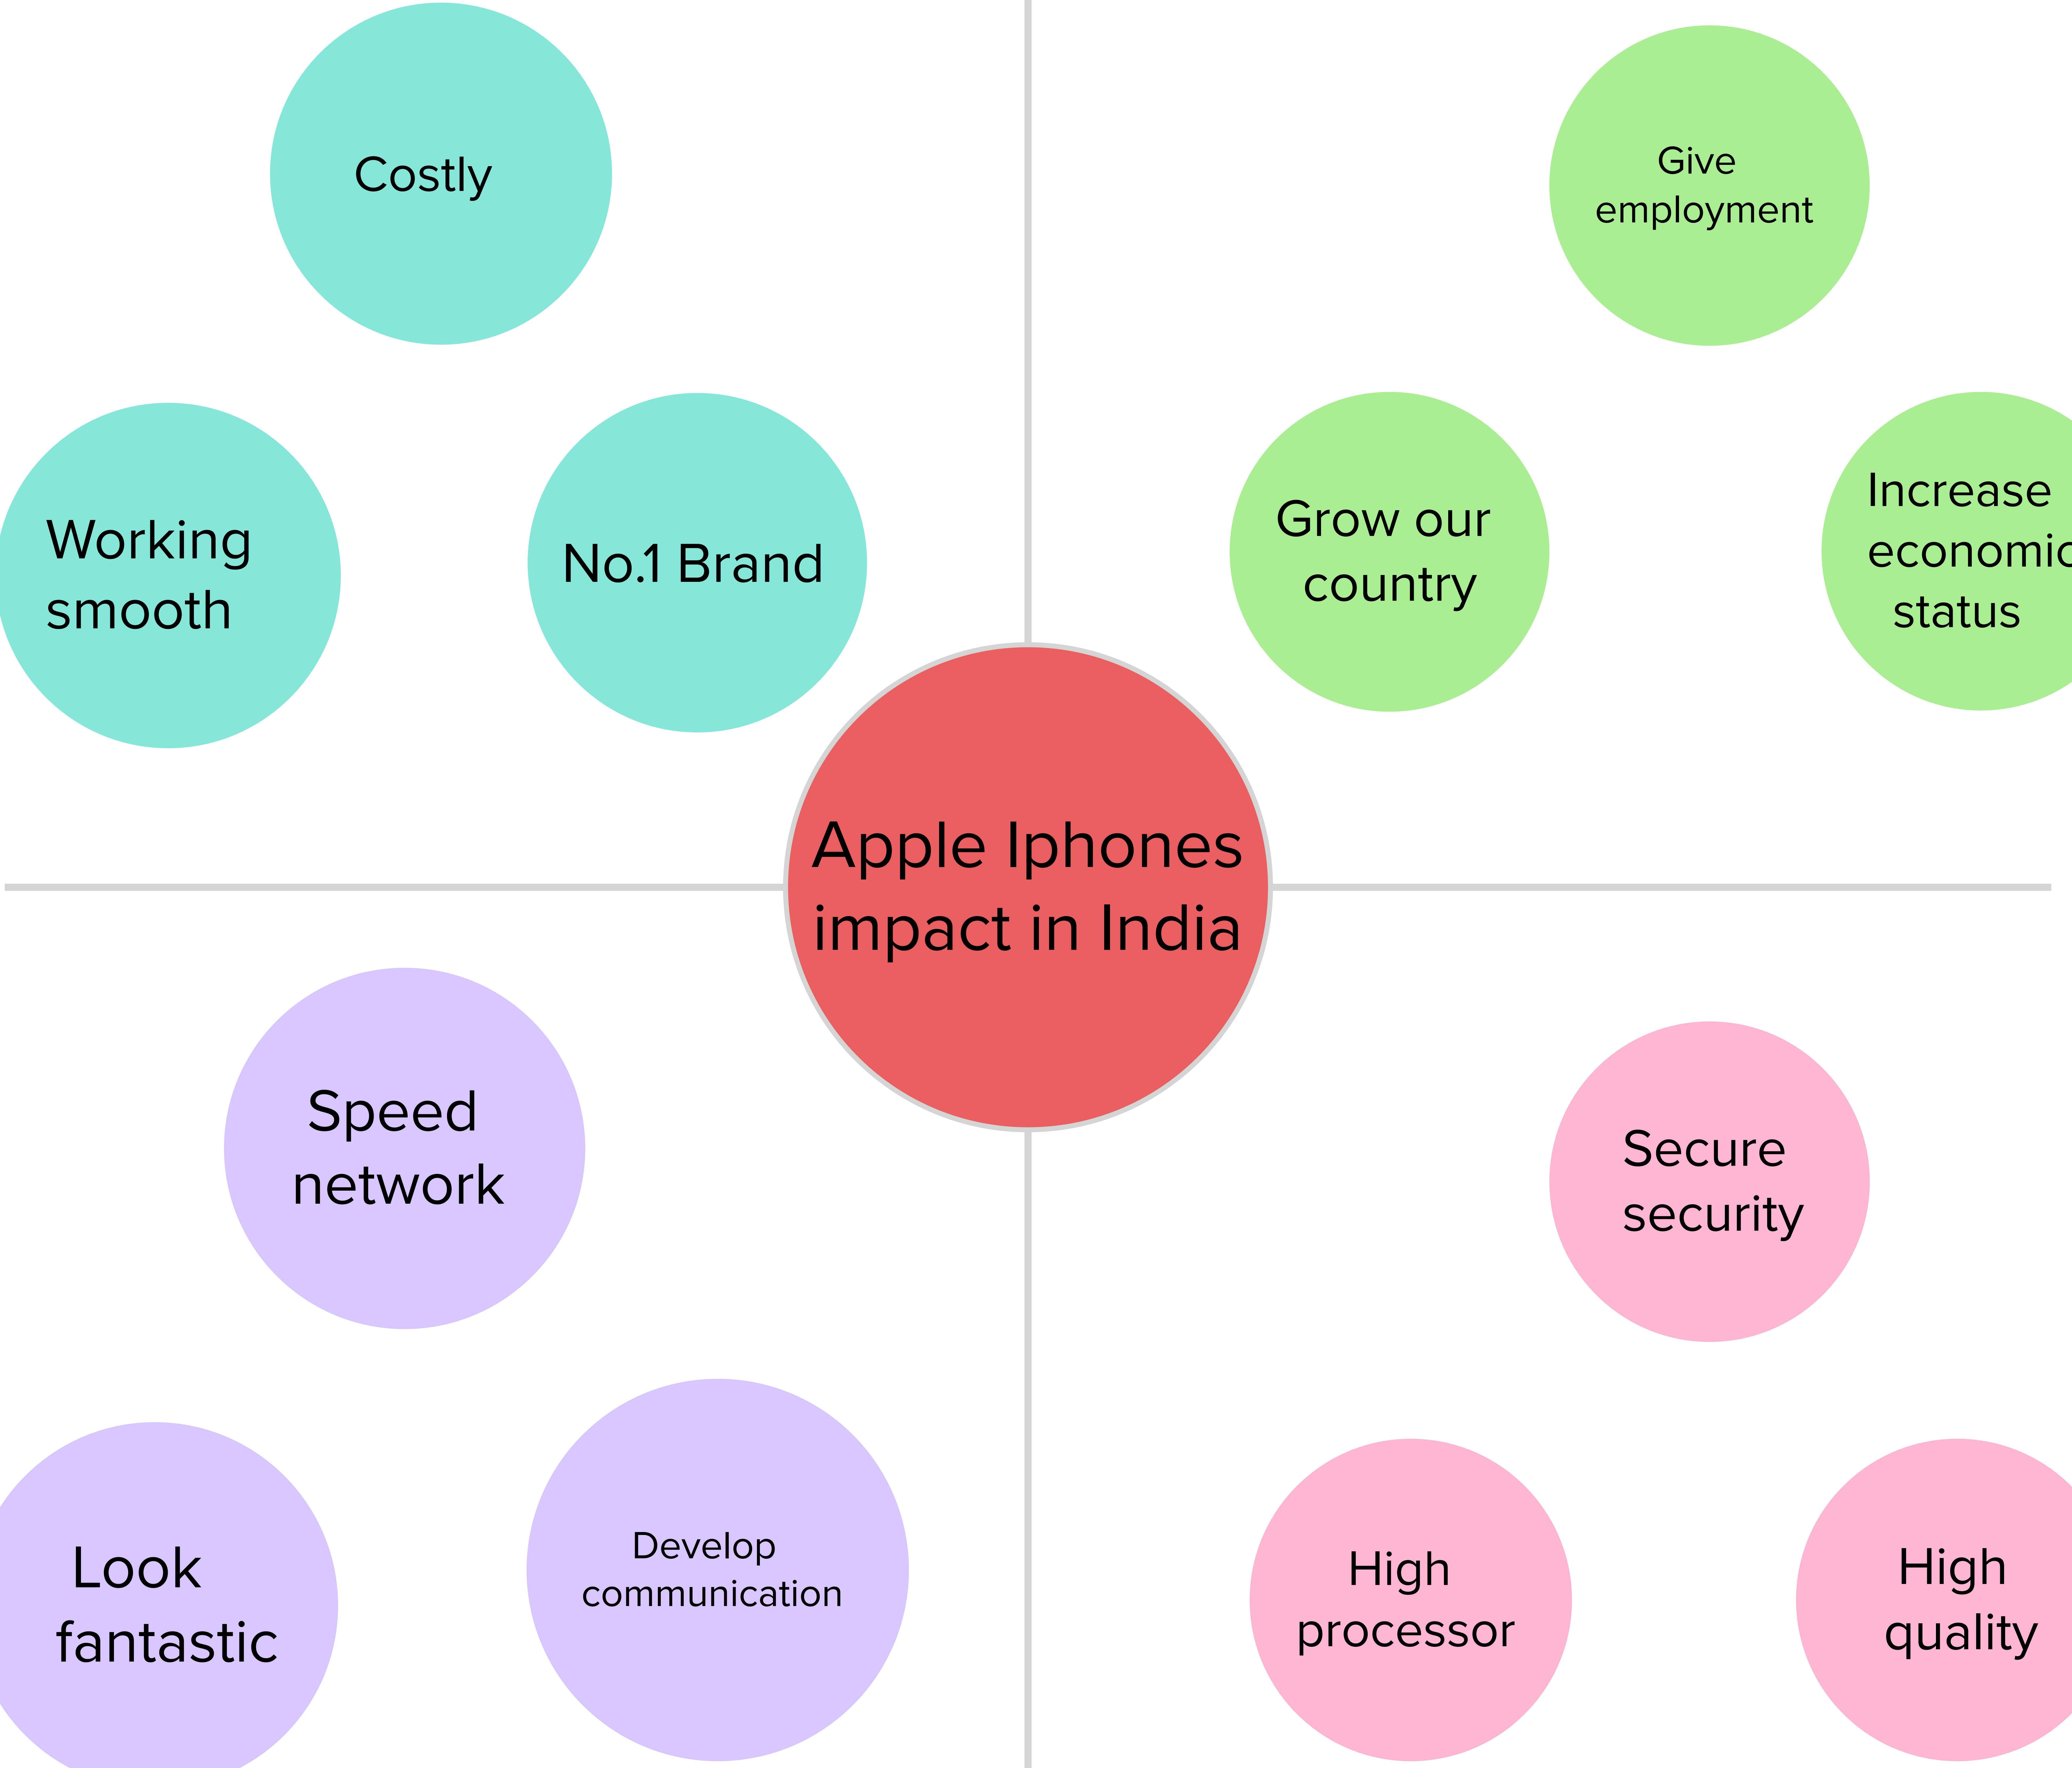 Costly
Working
smooth
No.1 Brand
Give
employment
Grow our
country
Increase
economic
status
Apple Iphones
impact in India
Speed
network
Look
fantastic
Develop
communication
Secure
security
High
processor
High
quality